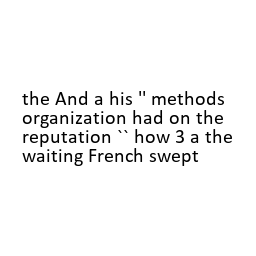 the And a his " methods
organization had on the
reputation `` how 3 a the
waiting French swept